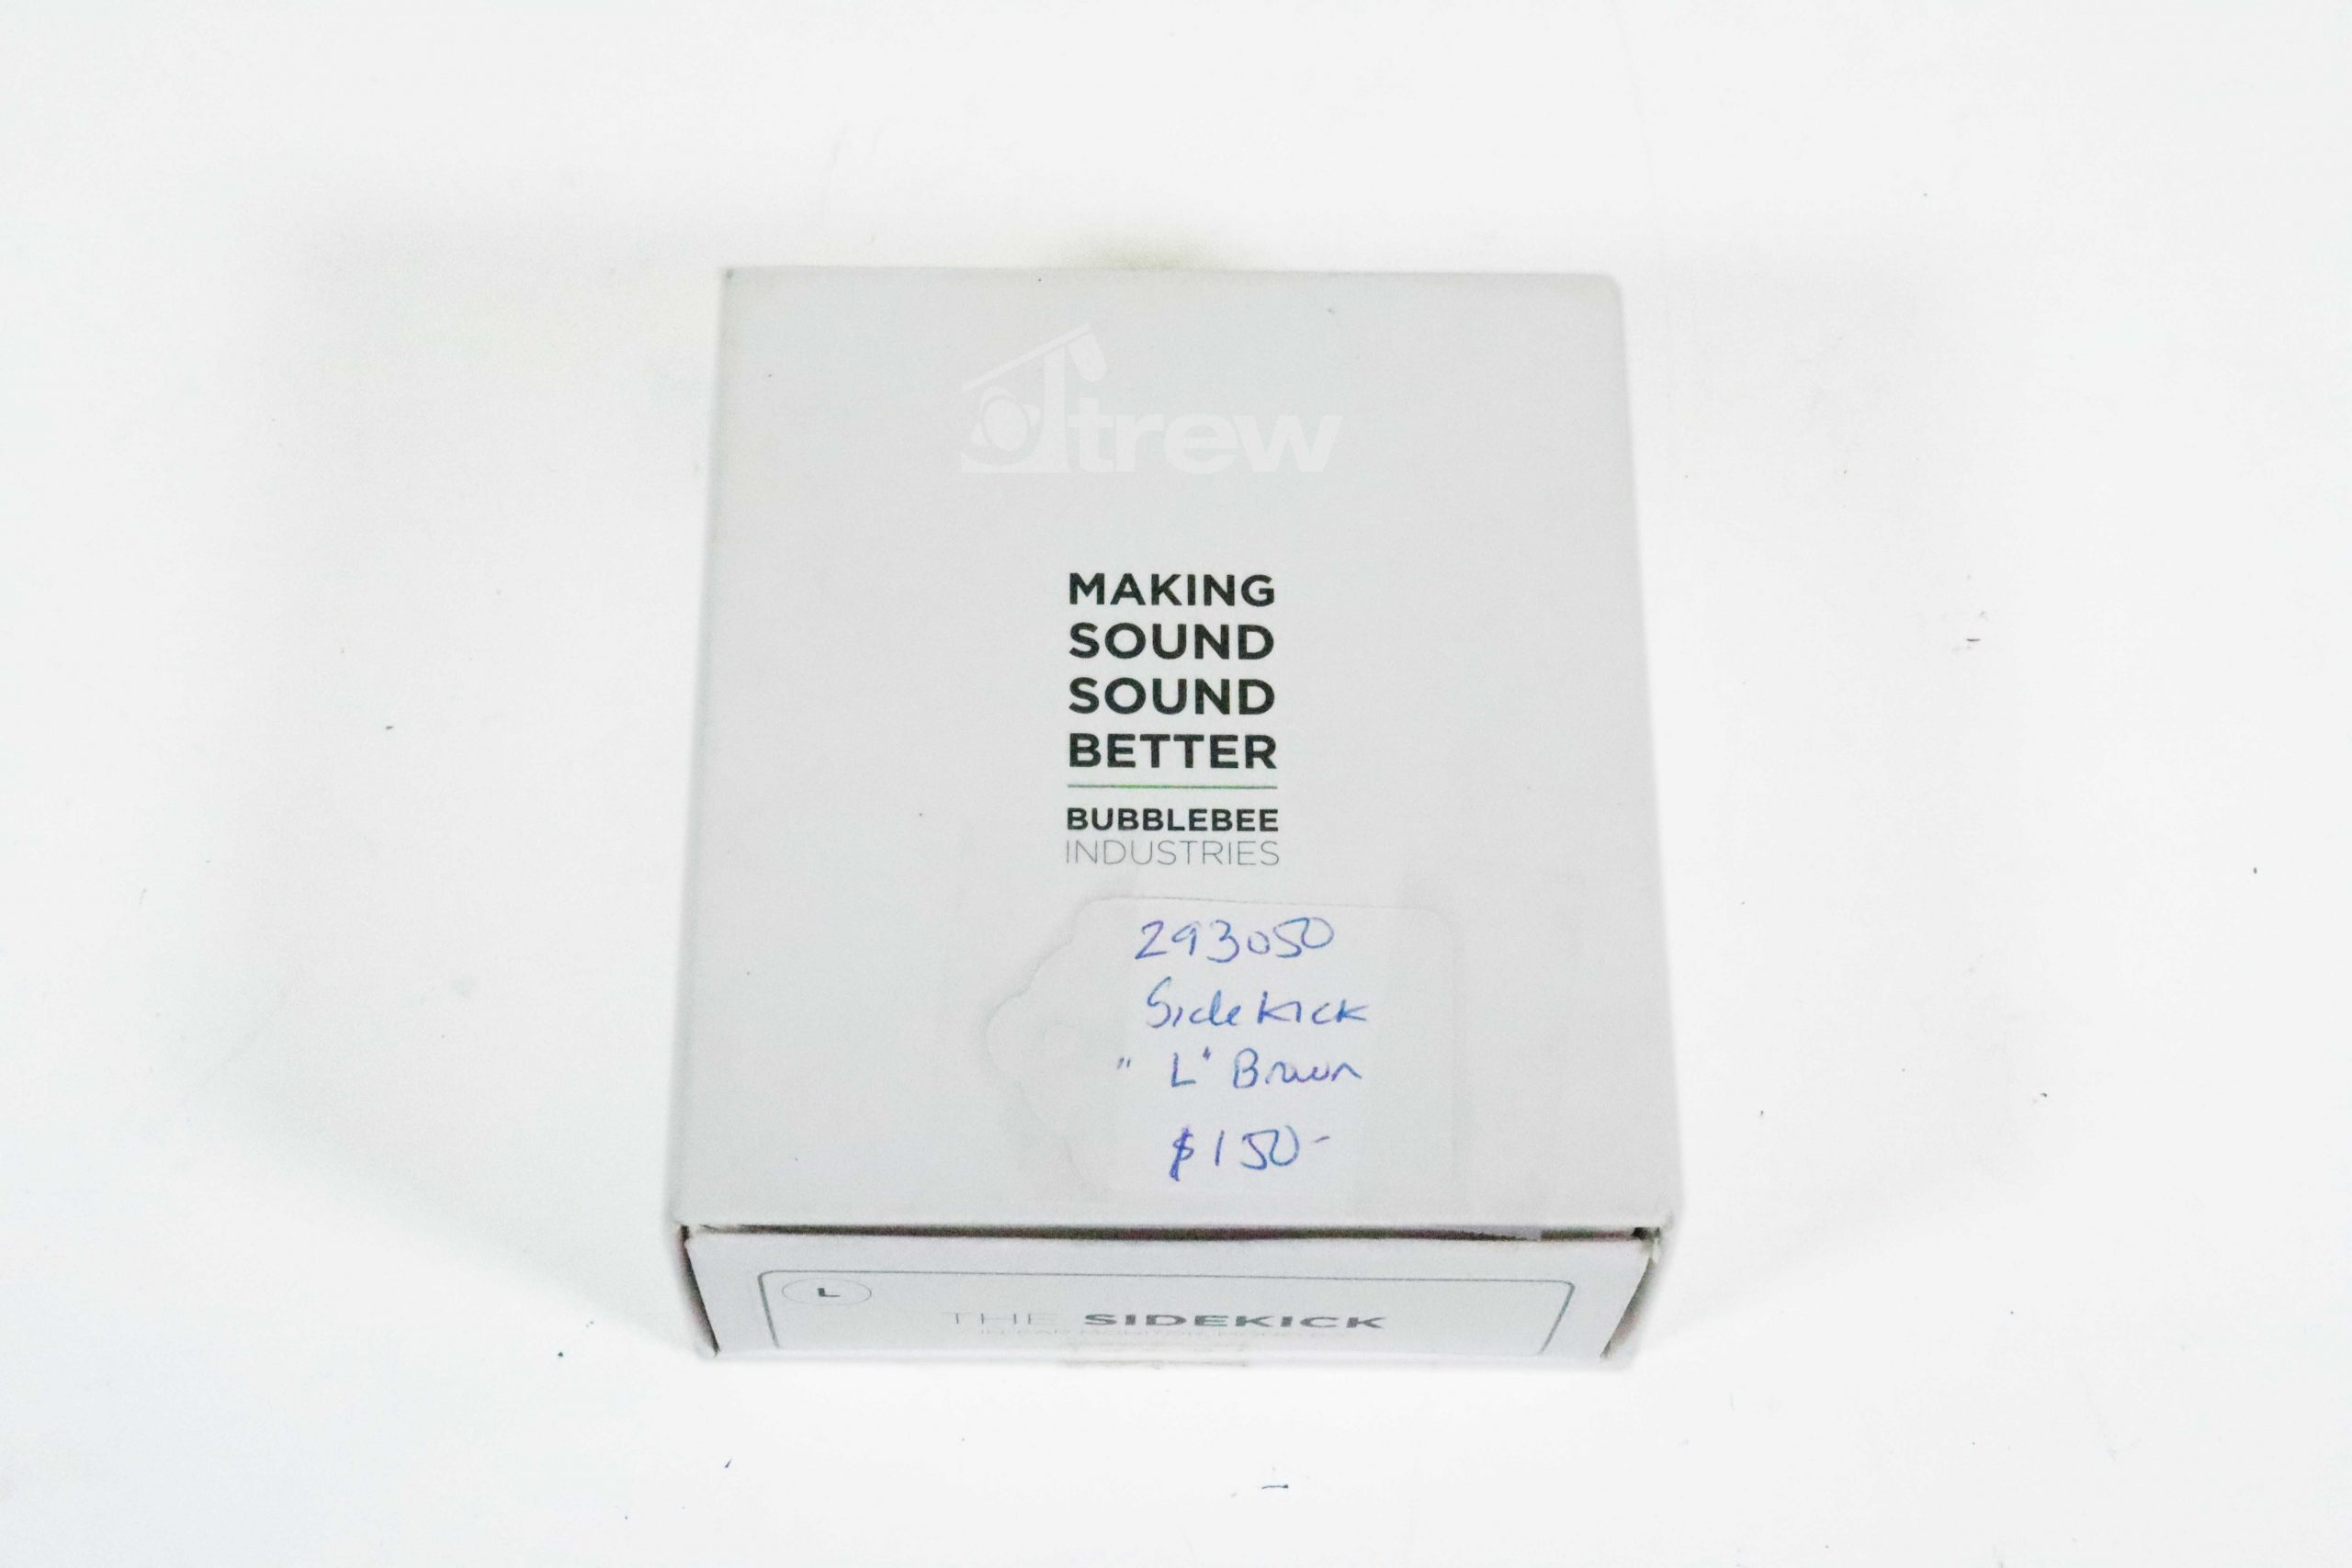 trew
MAKING
SOUND
SOUND
BETTER
BUBBLEBEE
INDUSTRIES
293050
Sidekick
"L" Brown
$150-
L
THE SIDEKICK